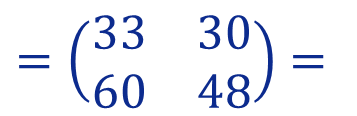 = (33 30
60 48) =